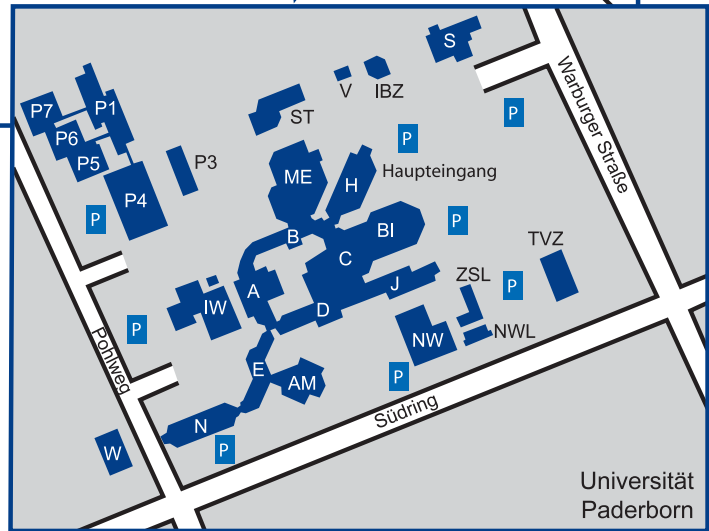 S
V
IBZ
P7
P1
ST
P
P
P
P6
P5
P3
ME
H
Haupteingang
Warburger Straße
P4
P
BI
P
B
C
TVZ
A
J
ZSL
P
IW
D
P
NW
NWL
Pohlweg
E
AM
P
Südring
N
P
W
Universität
Paderborn